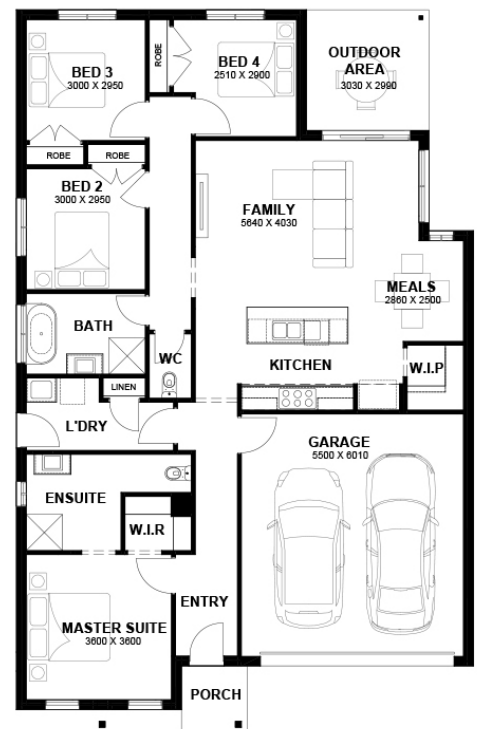 BED 3
3000 X 2950
ROBE
BED 4
2510 X 2900
OUTDOOR
AREA
3030 X 2990
ROBE
ROBE
BED 2
3000 X 2950
FAMILY
5640 X 4030
MEALS
2860 X 2500
BATH
WC
KITCHEN
W.I.P
LINEN
L'DRY
GARAGE
5500 X 6010
ENSUITE
W.I.R
ENTRY
MASTER SUITE
3600 X 3600
PORCH